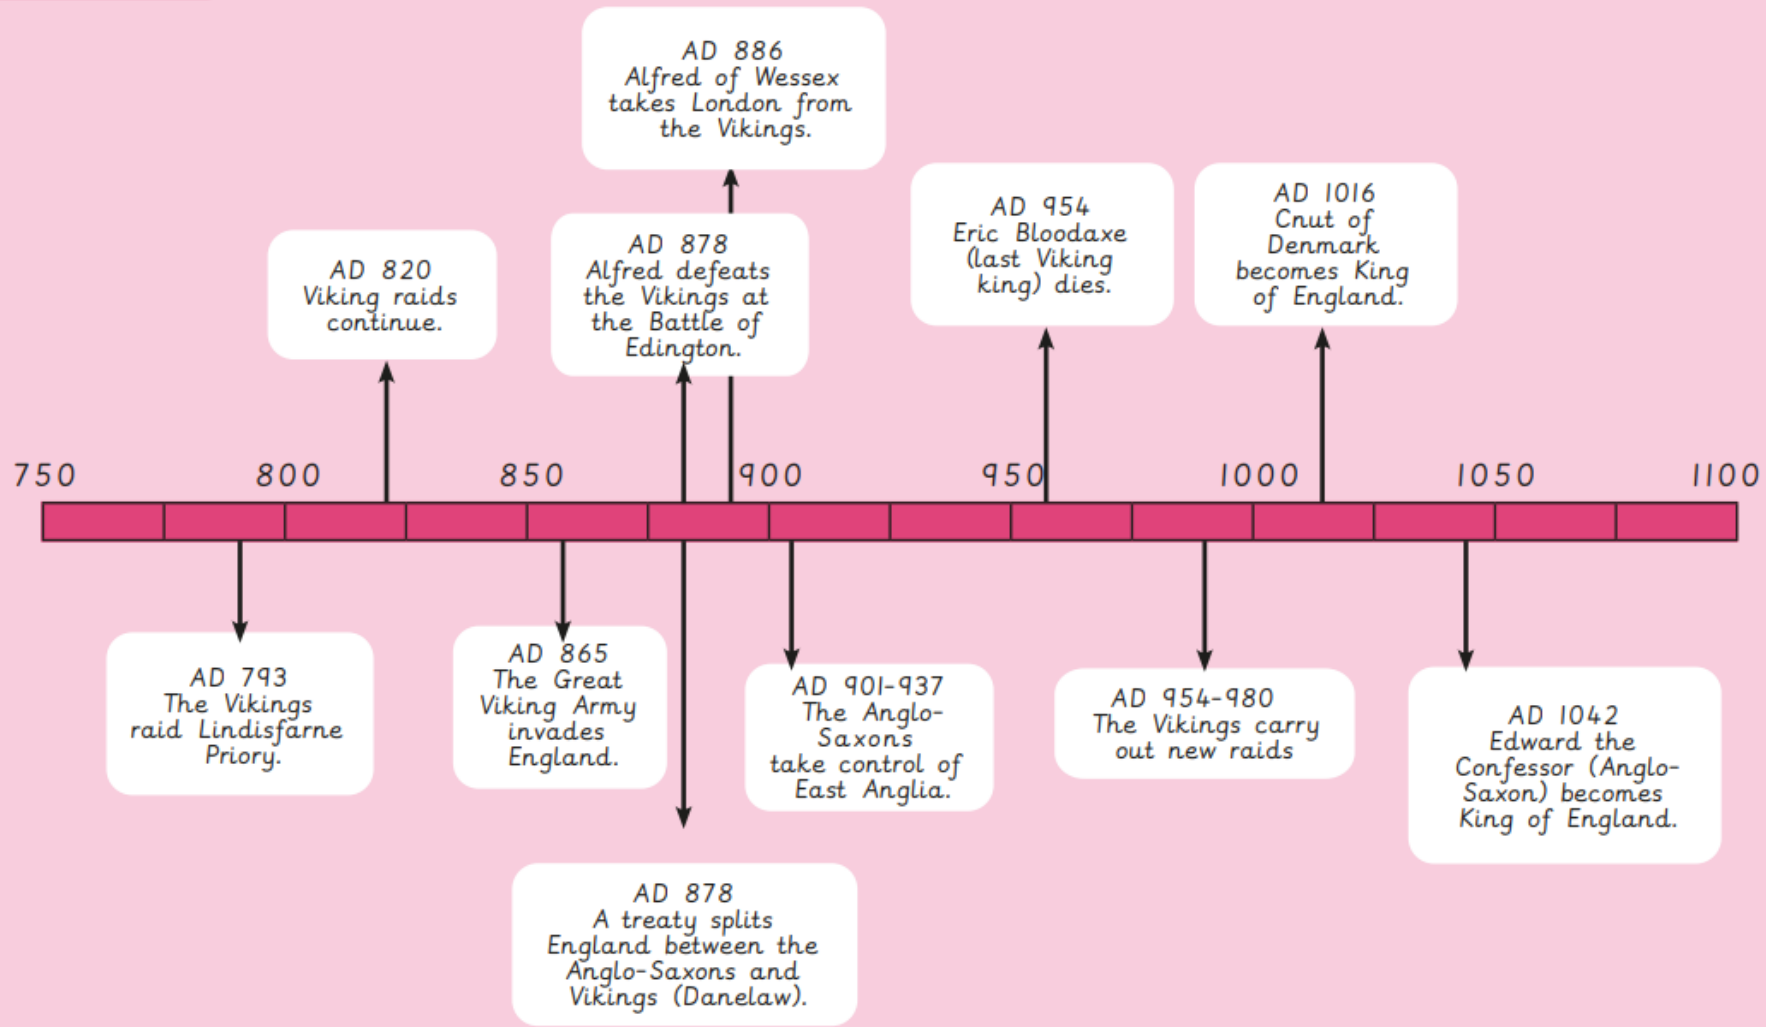 AD 886
Alfred of Wessex
takes London from
the Vikings.
AD 820
Viking raids
continue.
AD 878
Alfred defeats
the Vikings at
the Battle of
Edington.
AD 954
Eric Bloodaxe
(last Viking
king) dies.
AD 1016
Cnut of
Denmark
becomes King
of England.
750 800 850 900 950 1000 1050 1100
AD 793
The Vikings
raid Lindisfarne
Priory.
AD 865
The Great
Viking Army
invades
England.
AD 878
A treaty splits
England between the
Anglo-Saxons and
Vikings (Danelaw).
AD 901-937
The Anglo-
Saxons
take control of
East Anglia.
AD 954-980
The Vikings carry
out new raids
AD 1042
Edward the
Confessor (Anglo-
Saxon) becomes
King of England.